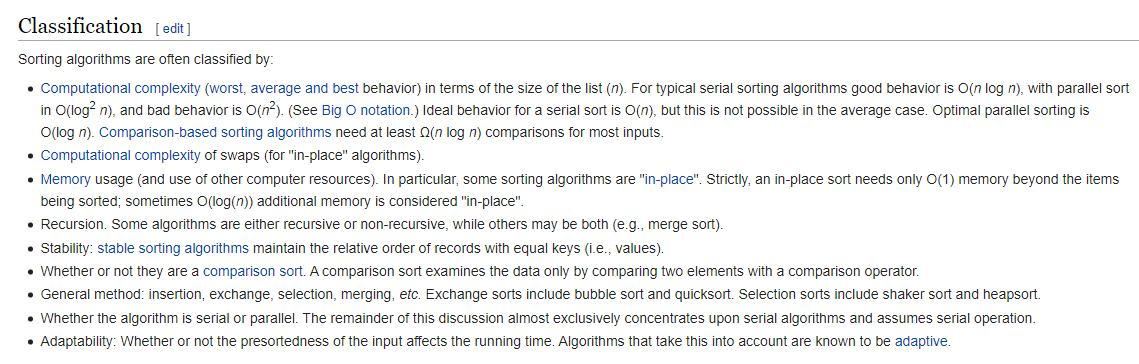 Classification [ edit ]
Sorting algorithms are often classified by:
• Computational complexity (worst, average and best behavior) in terms of the size of the list (n). For typical serial sorting algorithms good behavior is O(n log n), with parallel sort
in O(log² n), and bad behavior is O(n²). (See Big O notation.) Ideal behavior for a serial sort is O(n), but this is not possible in the average case. Optimal parallel sorting is
O(log n). Comparison-based sorting algorithms need at least Ω(n log n) comparisons for most inputs.
• Computational complexity of swaps (for "in-place" algorithms).
• Memory usage (and use of other computer resources). In particular, some sorting algorithms are "in-place". Strictly, an in-place sort needs only O(1) memory beyond the items
being sorted; sometimes O(log(n)) additional memory is considered "in-place".
• Recursion. Some algorithms are either recursive or non-recursive, while others may be both (e.g., merge sort).
• Stability: stable sorting algorithms maintain the relative order of records with equal keys (i.e., values).
• Whether or not they are a comparison sort. A comparison sort examines the data only by comparing two elements with a comparison operator.
• General method: insertion, exchange, selection, merging, etc. Exchange sorts include bubble sort and quicksort. Selection sorts include shaker sort and heapsort.
• Whether the algorithm is serial or parallel. The remainder of this discussion almost exclusively concentrates upon serial algorithms and assumes serial operation.
• Adaptability: Whether or not the presortedness of the input affects the running time. Algorithms that take this into account are known to be adaptive.